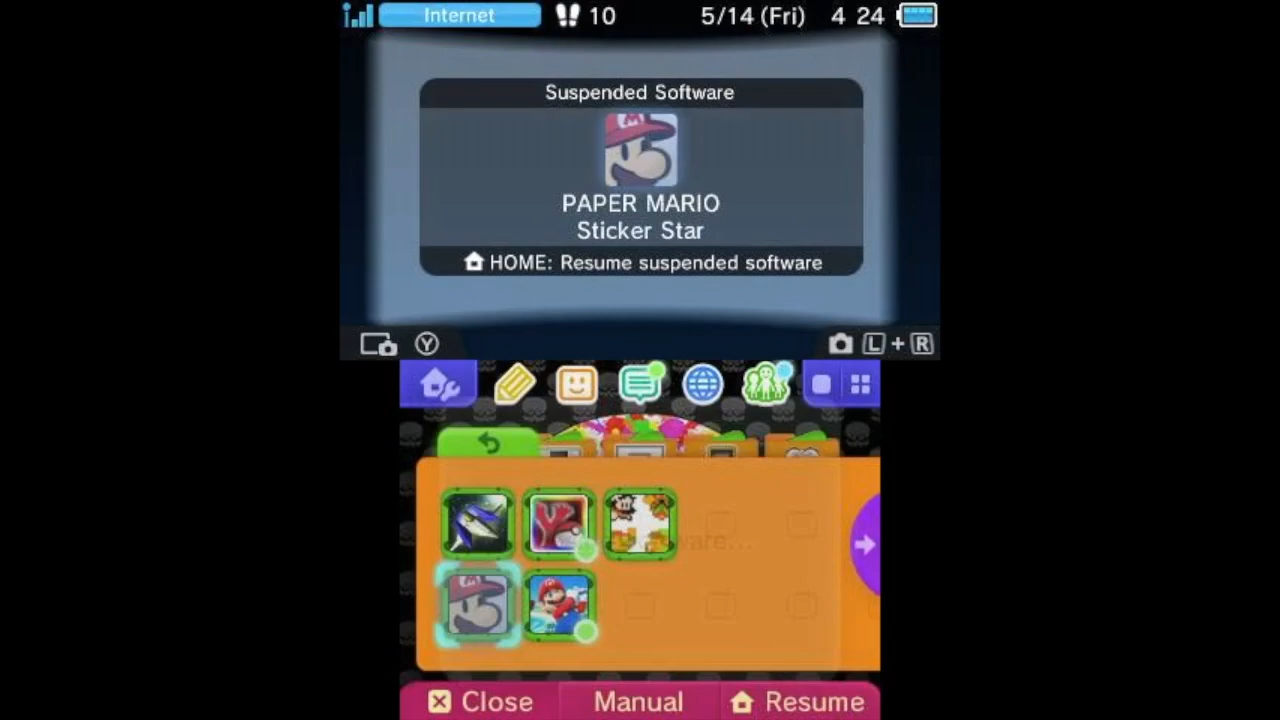 Internet 10 5/14 (Fri) 4 24
Suspended Software
M
PAPER MARIO
Sticker Star
HOME: Resume suspended software
Y L + R
Y
Close Manual Resume